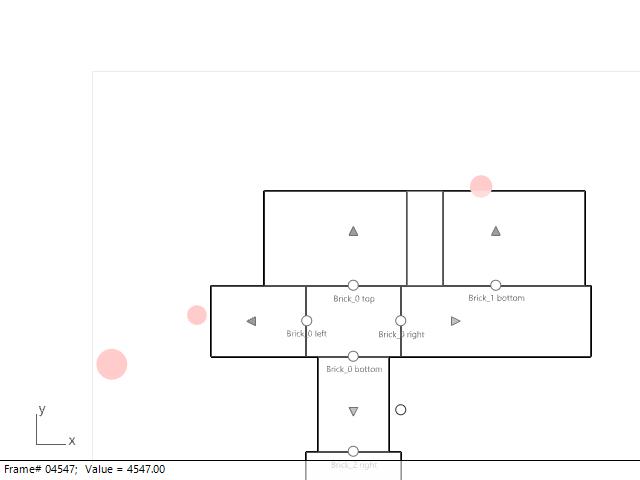 Brick_0 top
Brick_1 bottom
Brick_0 left
Brick_0 right
Brick_0 bottom
y
x
Brick_2 right
Frame# 04547; Value = 4547.00